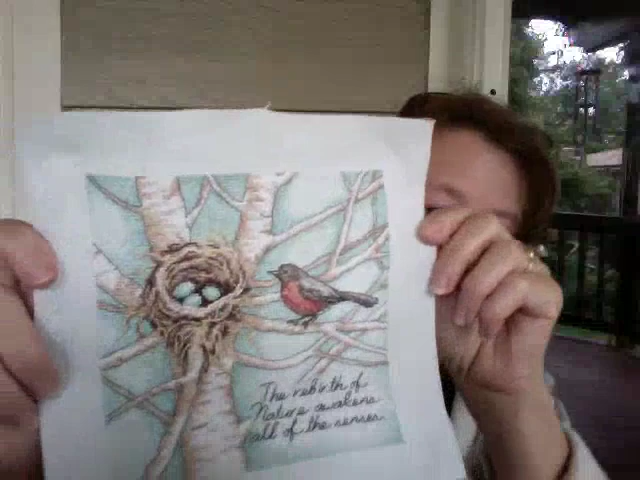 The rebirth of
Nature awakens
all of the senses.